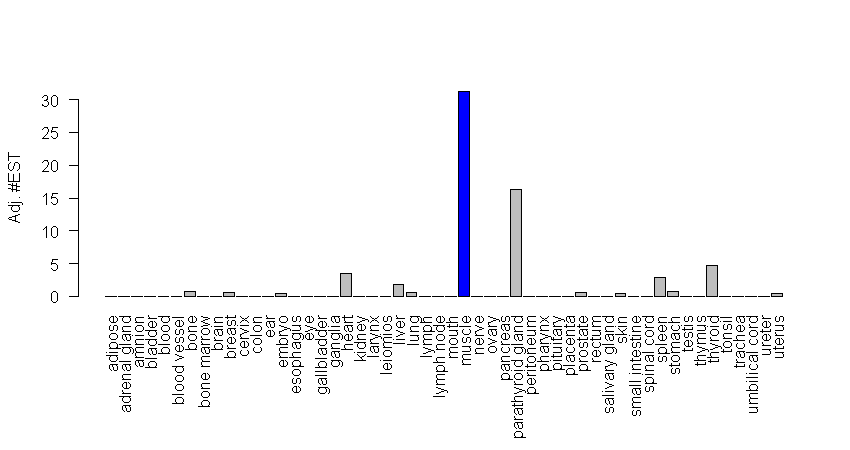 Adj. #EST
30
25
20
15
10
5
0
adipose
adrenal gland
amnion
bladder
blood
blood vessel
bone
bone marrow
brain
breast
cervix
colon
ear
embryo
esophagus
eye
gallbladder
ganglia
heart
kidney
larynx
leiomios
liver
lung
lymph
lymph node
mouth
muscle
nerve
ovary
pancreas
parathyroid gland
peritoneum
pharynx
pituitary
placenta
prostate
rectum
salivary gland
skin
small intestine
spinal cord
spleen
stomach
testis
thymus
thyroid
tonsil
trachea
umbilical cord
ureter
uterus